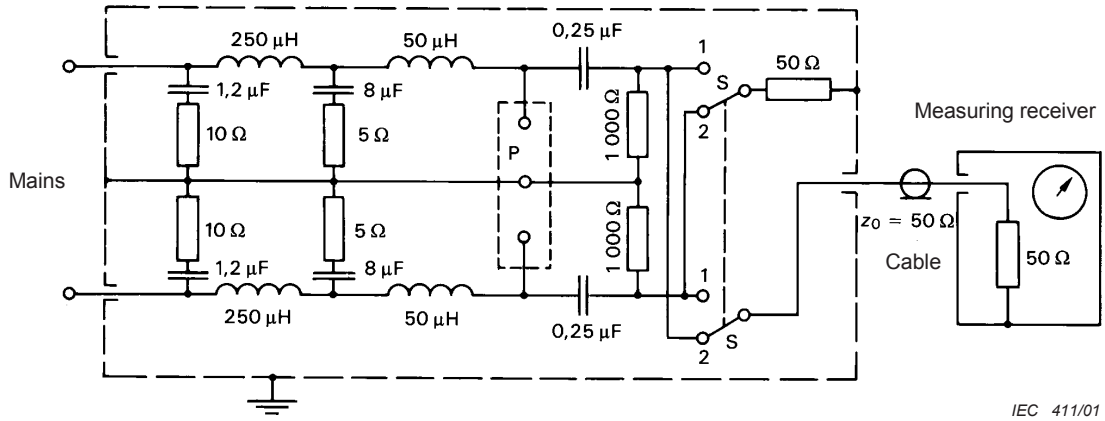 250 µH
50 µH
0,25 µF
1
50 Ω
S
2
1,2 µF
8 µF
10 Ω
5 Ω
P
1 000 Ω
Measuring receiver
Mains
z0 = 50 Ω
Cable
50 Ω
10 Ω
5 Ω
1 000 Ω
1,2 µF
8 µF
250 µH
50 µH
0,25 µF
1
2
S
IEC 411/01